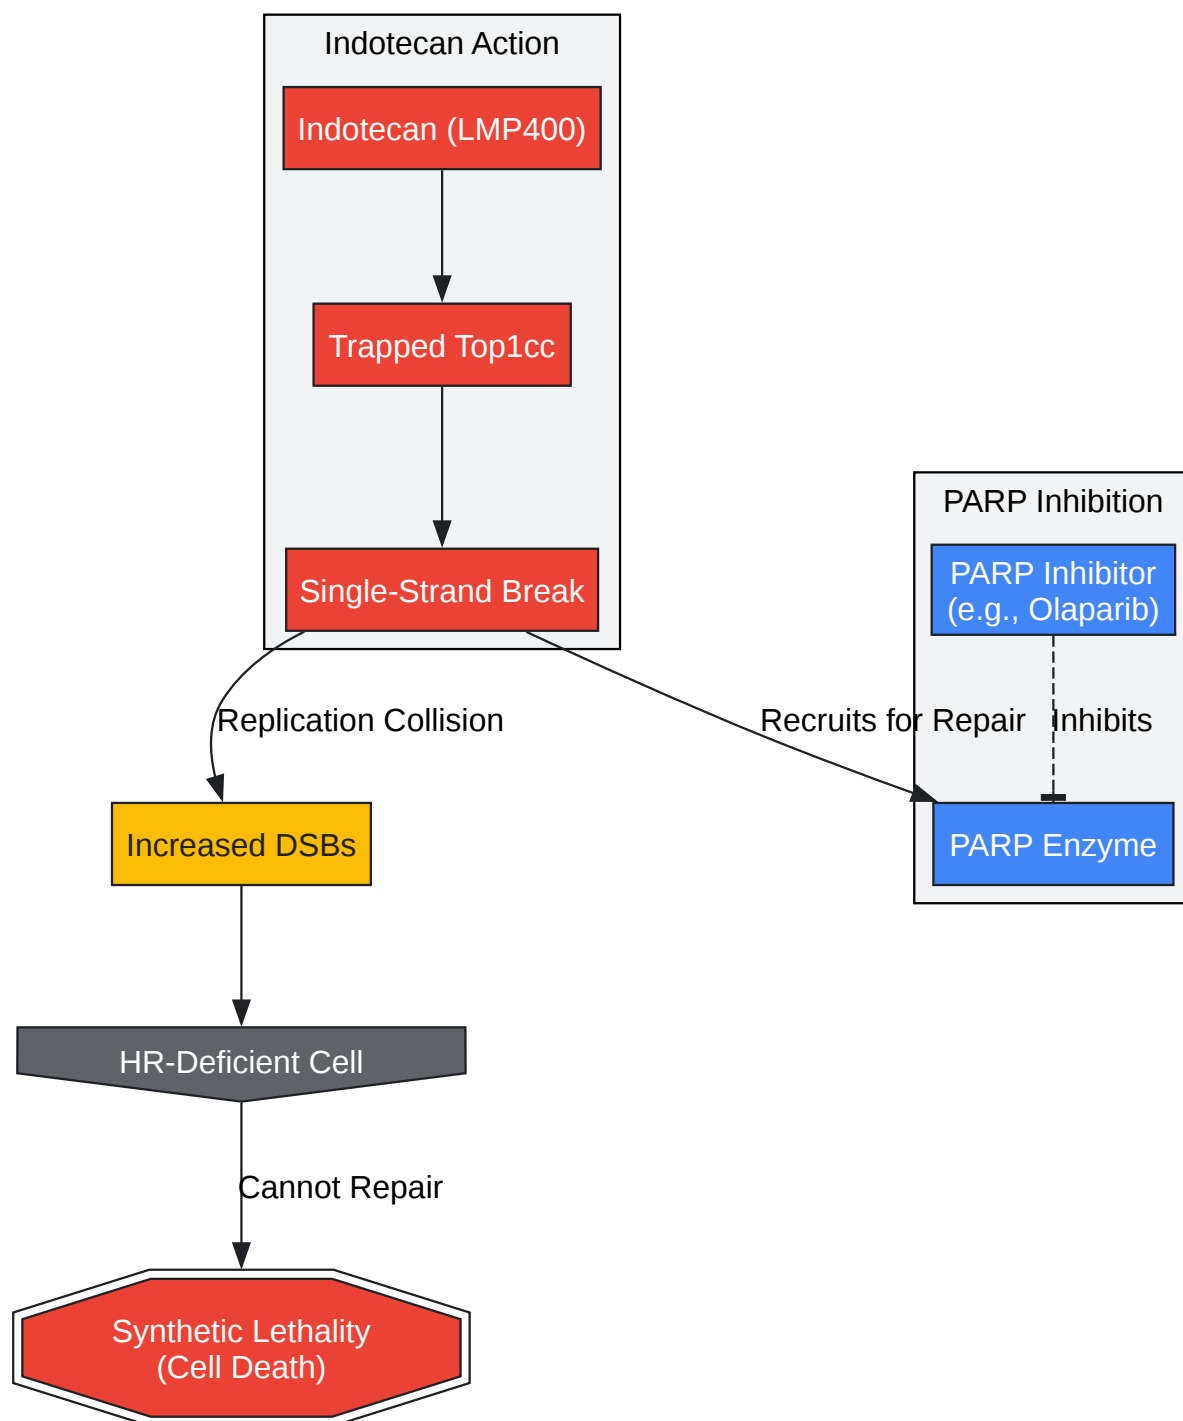 Indotecan Action
Indotecan (LMP400)
Trapped Top1cc
PARP Inhibition
PARP Inhibitor
(e.g., Olaparib)
Single-Strand Break
Replication Collision
Recruits for Repair
Inhibits
Increased DSBs
PARP Enzyme
HR-Deficient Cell
Cannot Repair
Synthetic Lethality
(Cell Death)